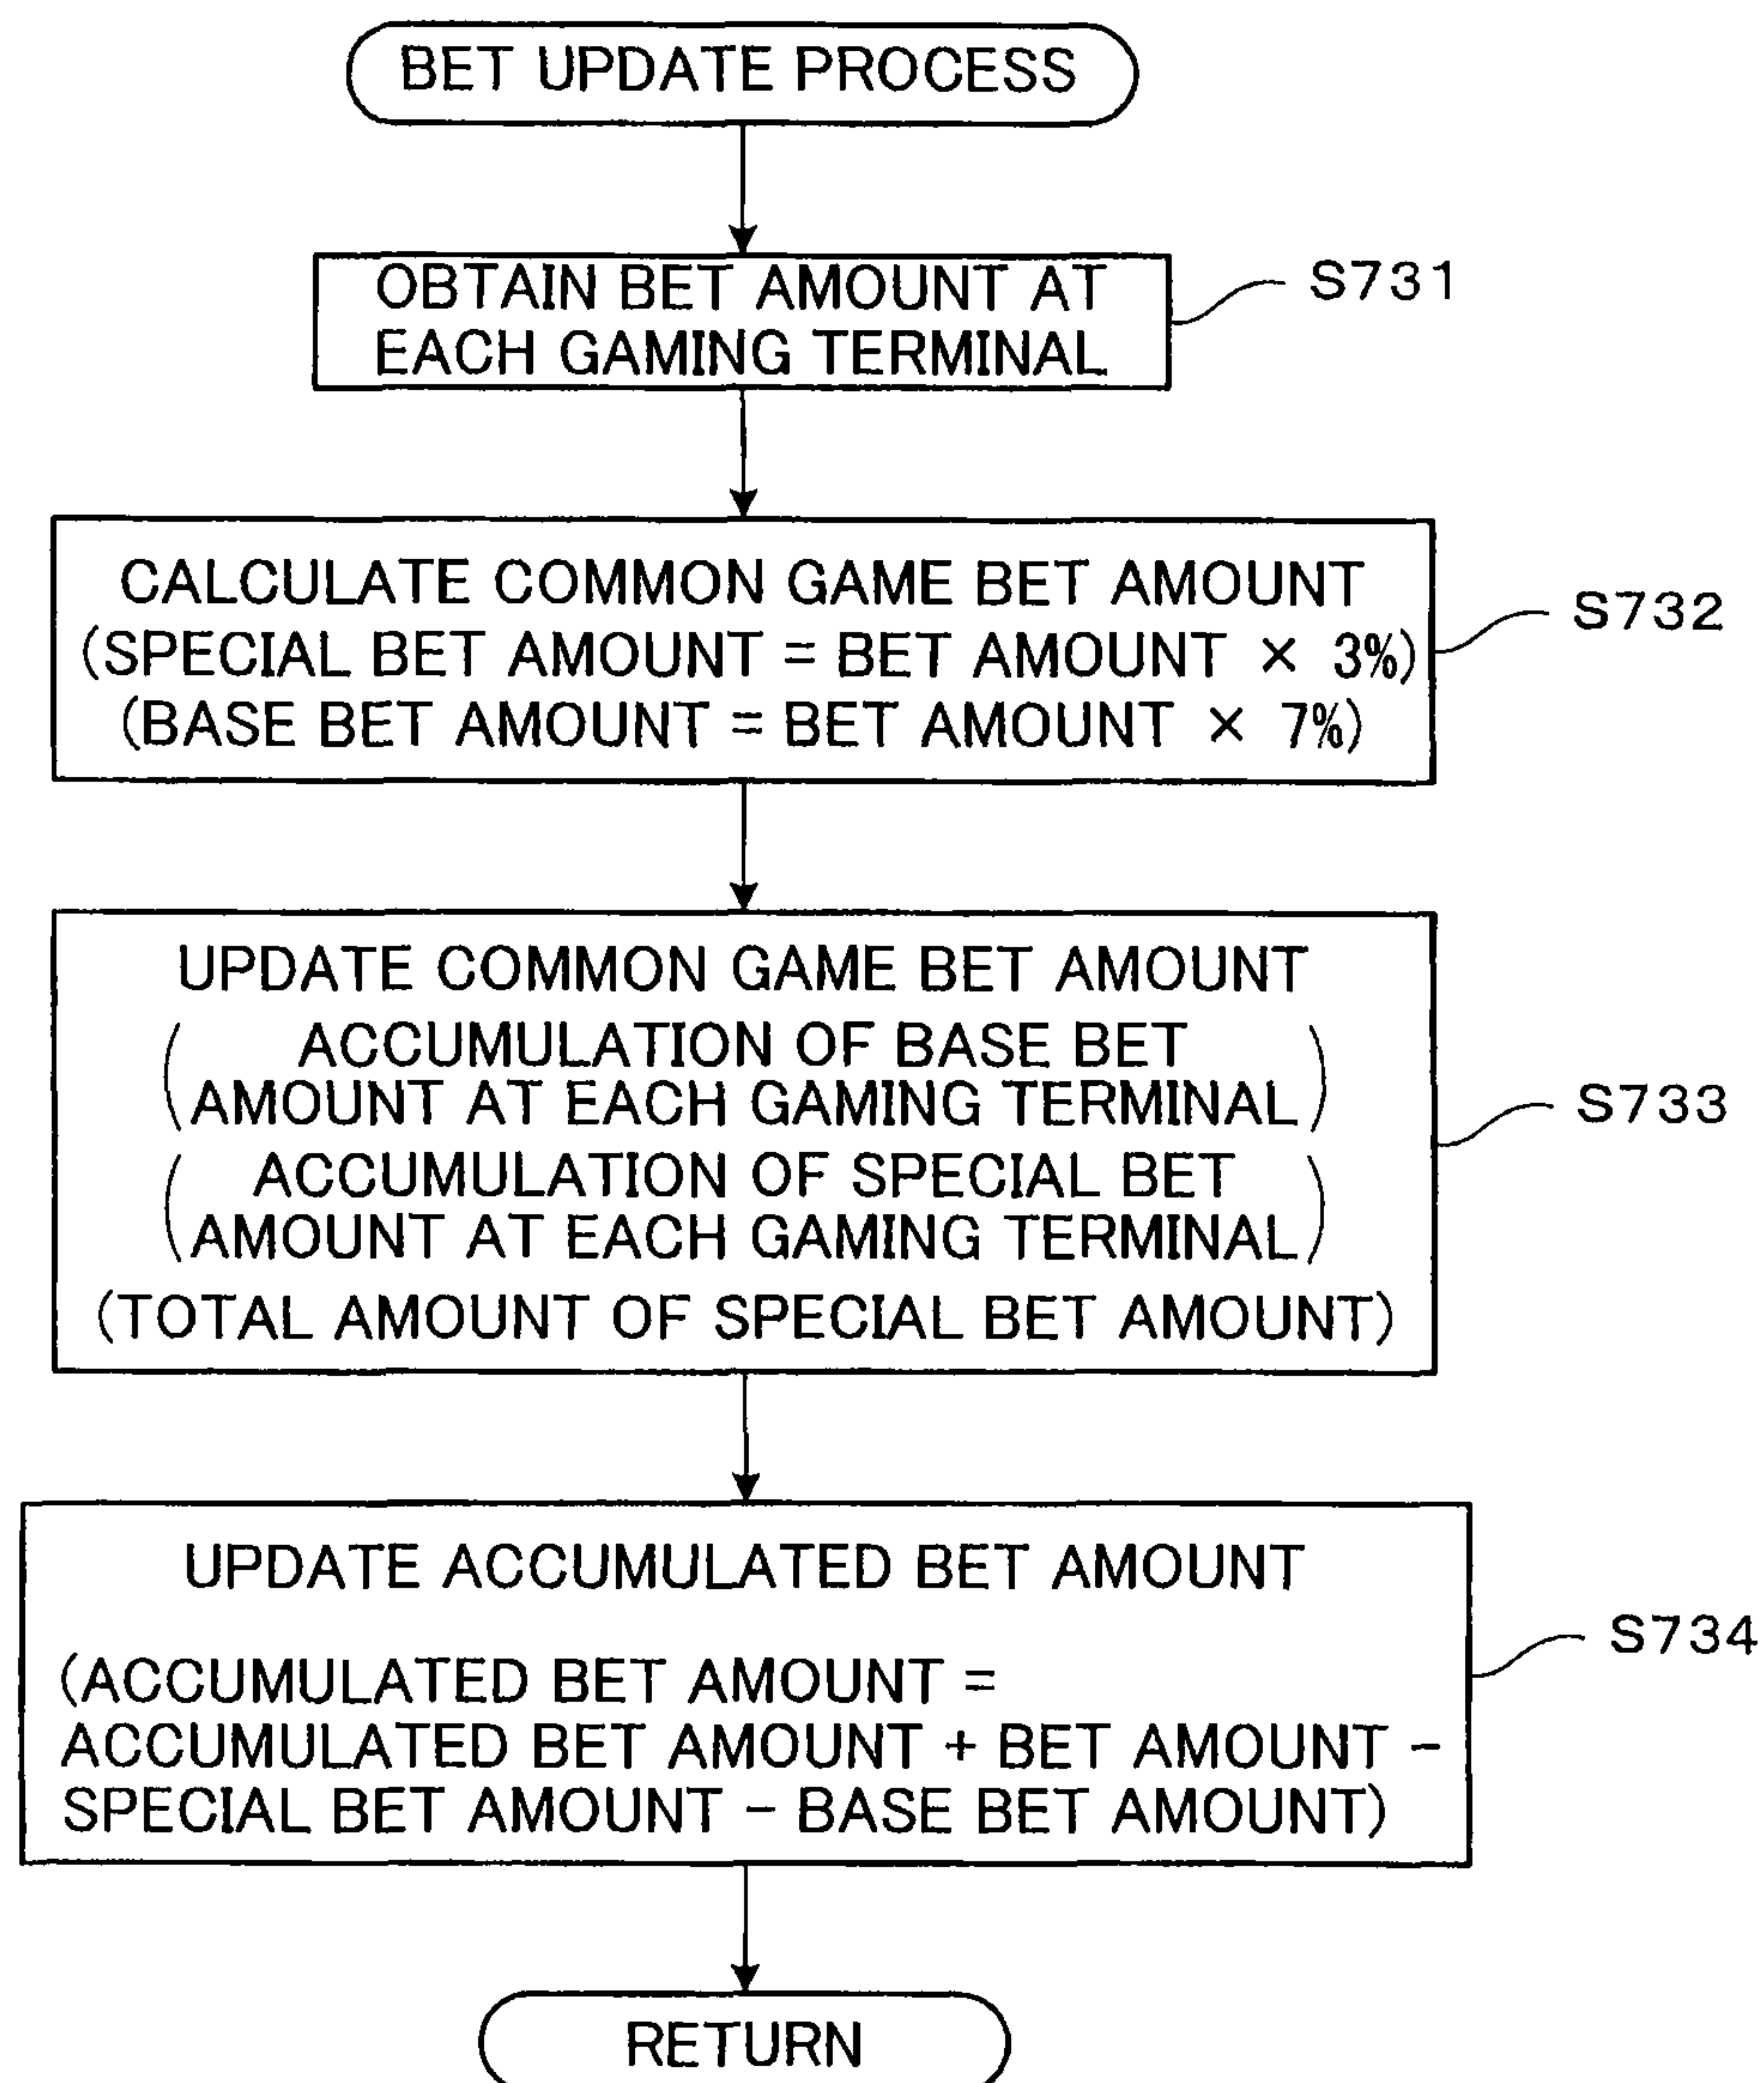 BET UPDATE PROCESS
OBTAIN BET AMOUNT AT
EACH GAMING TERMINAL
S731
CALCULATE COMMON GAME BET AMOUNT
(SPECIAL BET AMOUNT = BET AMOUNT × 3%)
(BASE BET AMOUNT = BET AMOUNT × 7%)
S732
UPDATE COMMON GAME BET AMOUNT
(ACCUMULATION OF BASE BET
AMOUNT AT EACH GAMING TERMINAL)
(ACCUMULATION OF SPECIAL BET
AMOUNT AT EACH GAMING TERMINAL)
(TOTAL AMOUNT OF SPECIAL BET AMOUNT)
S733
UPDATE ACCUMULATED BET AMOUNT
(ACCUMULATED BET AMOUNT =
ACCUMULATED BET AMOUNT + BET AMOUNT -
SPECIAL BET AMOUNT - BASE BET AMOUNT)
S734
RETURN